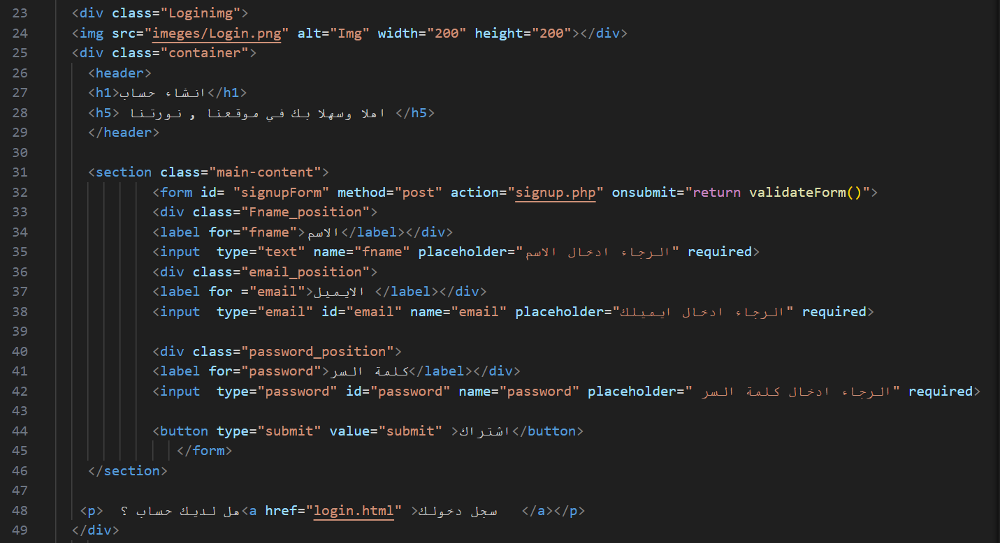 23 <div class="Loginimg">
24 <img src="imeges/Login.png" alt="Img" width="200" height="200"></div>
25 <div class="container">
26 <header>
27 <h1>انشاء حساب</h1>
28 <h5> اهلا وسهلا بك في موقعنا , نورتنا </h5>
29 </header>
30
31 <section class="main-content">
32 <form id= "signupForm" method="post" action="signup.php" onsubmit="return validateForm()">
33 <div class="Fname_position">
34 <label for="fname">الاسم</label></div>
35 <input  type="text" name="fname" placeholder="الرجاء ادخال الاسم" required>
36 <div class="email_position">
37 <label for ="email">الايميل </label></div>
38 <input  type="email" id="email" name="email" placeholder="الرجاء ادخال ايميلك" required>
39
40 <div class="password_position">
41 <label for="password">كلمة السر</label></div>
42 <input  type="password" id="password" name="password" placeholder=" الرجاء ادخال كلمة السر" required>
43
44 <button type="submit" value="submit" >اشتراك</button>
45 </form>
46 </section>
47
48 <p>  هل لديك حساب ؟<a href="login.html" >سجل دخولك   </a></p>
49 </div>